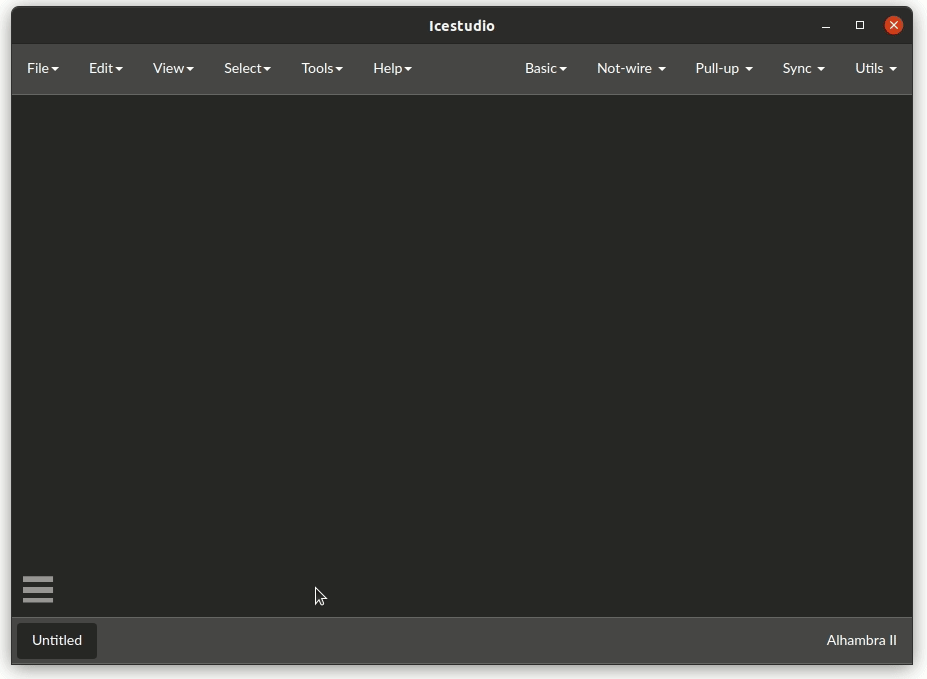 Icestudio
File Edit View Select Tools Help Basic Not-wire Pull-up Sync Utils
Untitled Alhambra II